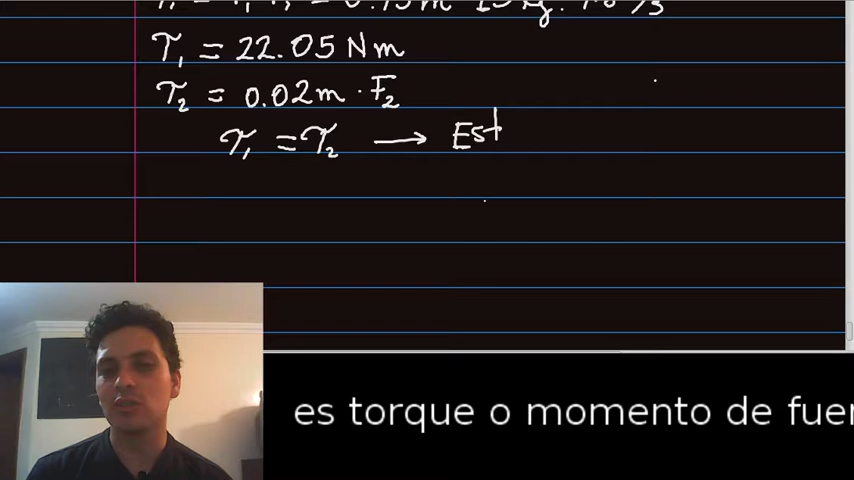 τ₁ = 22.05 Nm
τ₂ = 0.02m · F₂
τ₁ = τ₂ → Est
es torque o momento de fuer